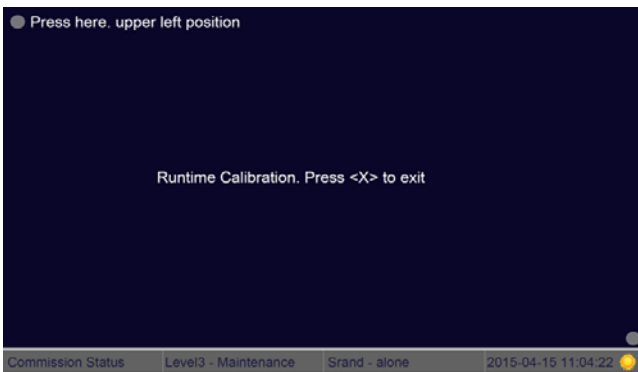 Press here. upper left position
Runtime Calibration. Press <X> to exit
Commission Status Level3 - Maintenance Srand - alone 2015-04-15 11:04:22